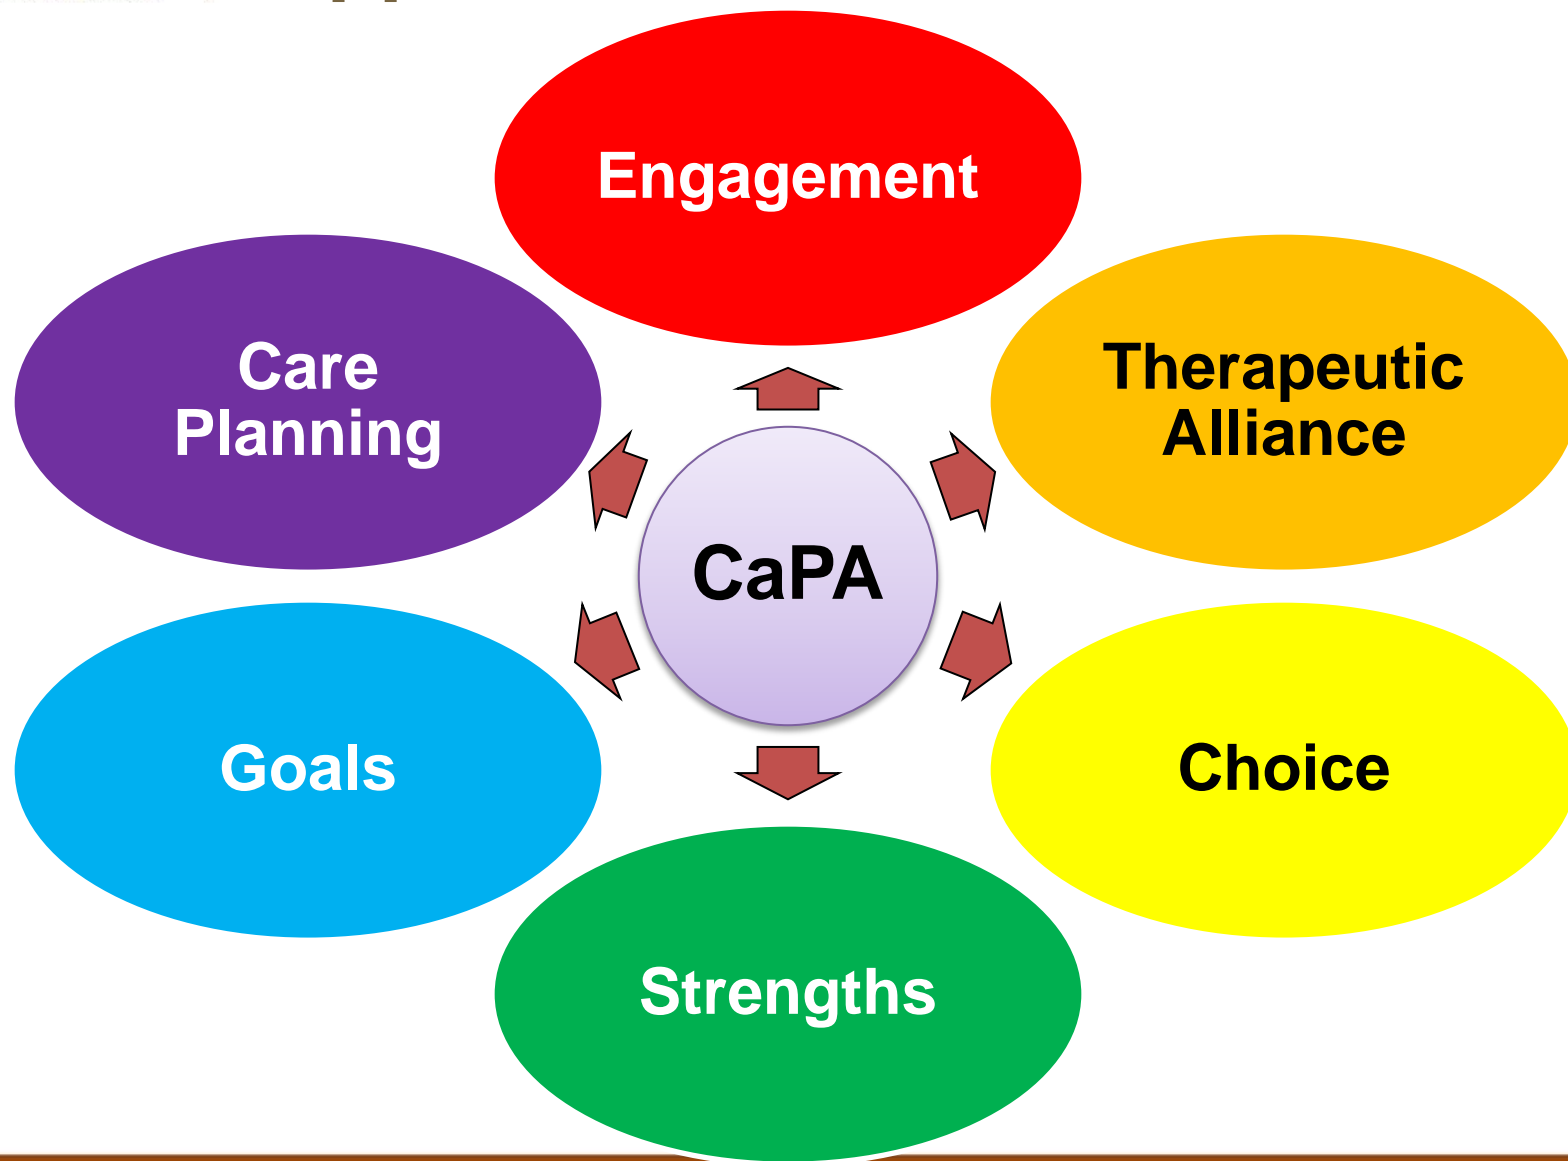 Engagement
Therapeutic
Alliance
Choice
Strengths
Goals
Care
Planning
CaPA